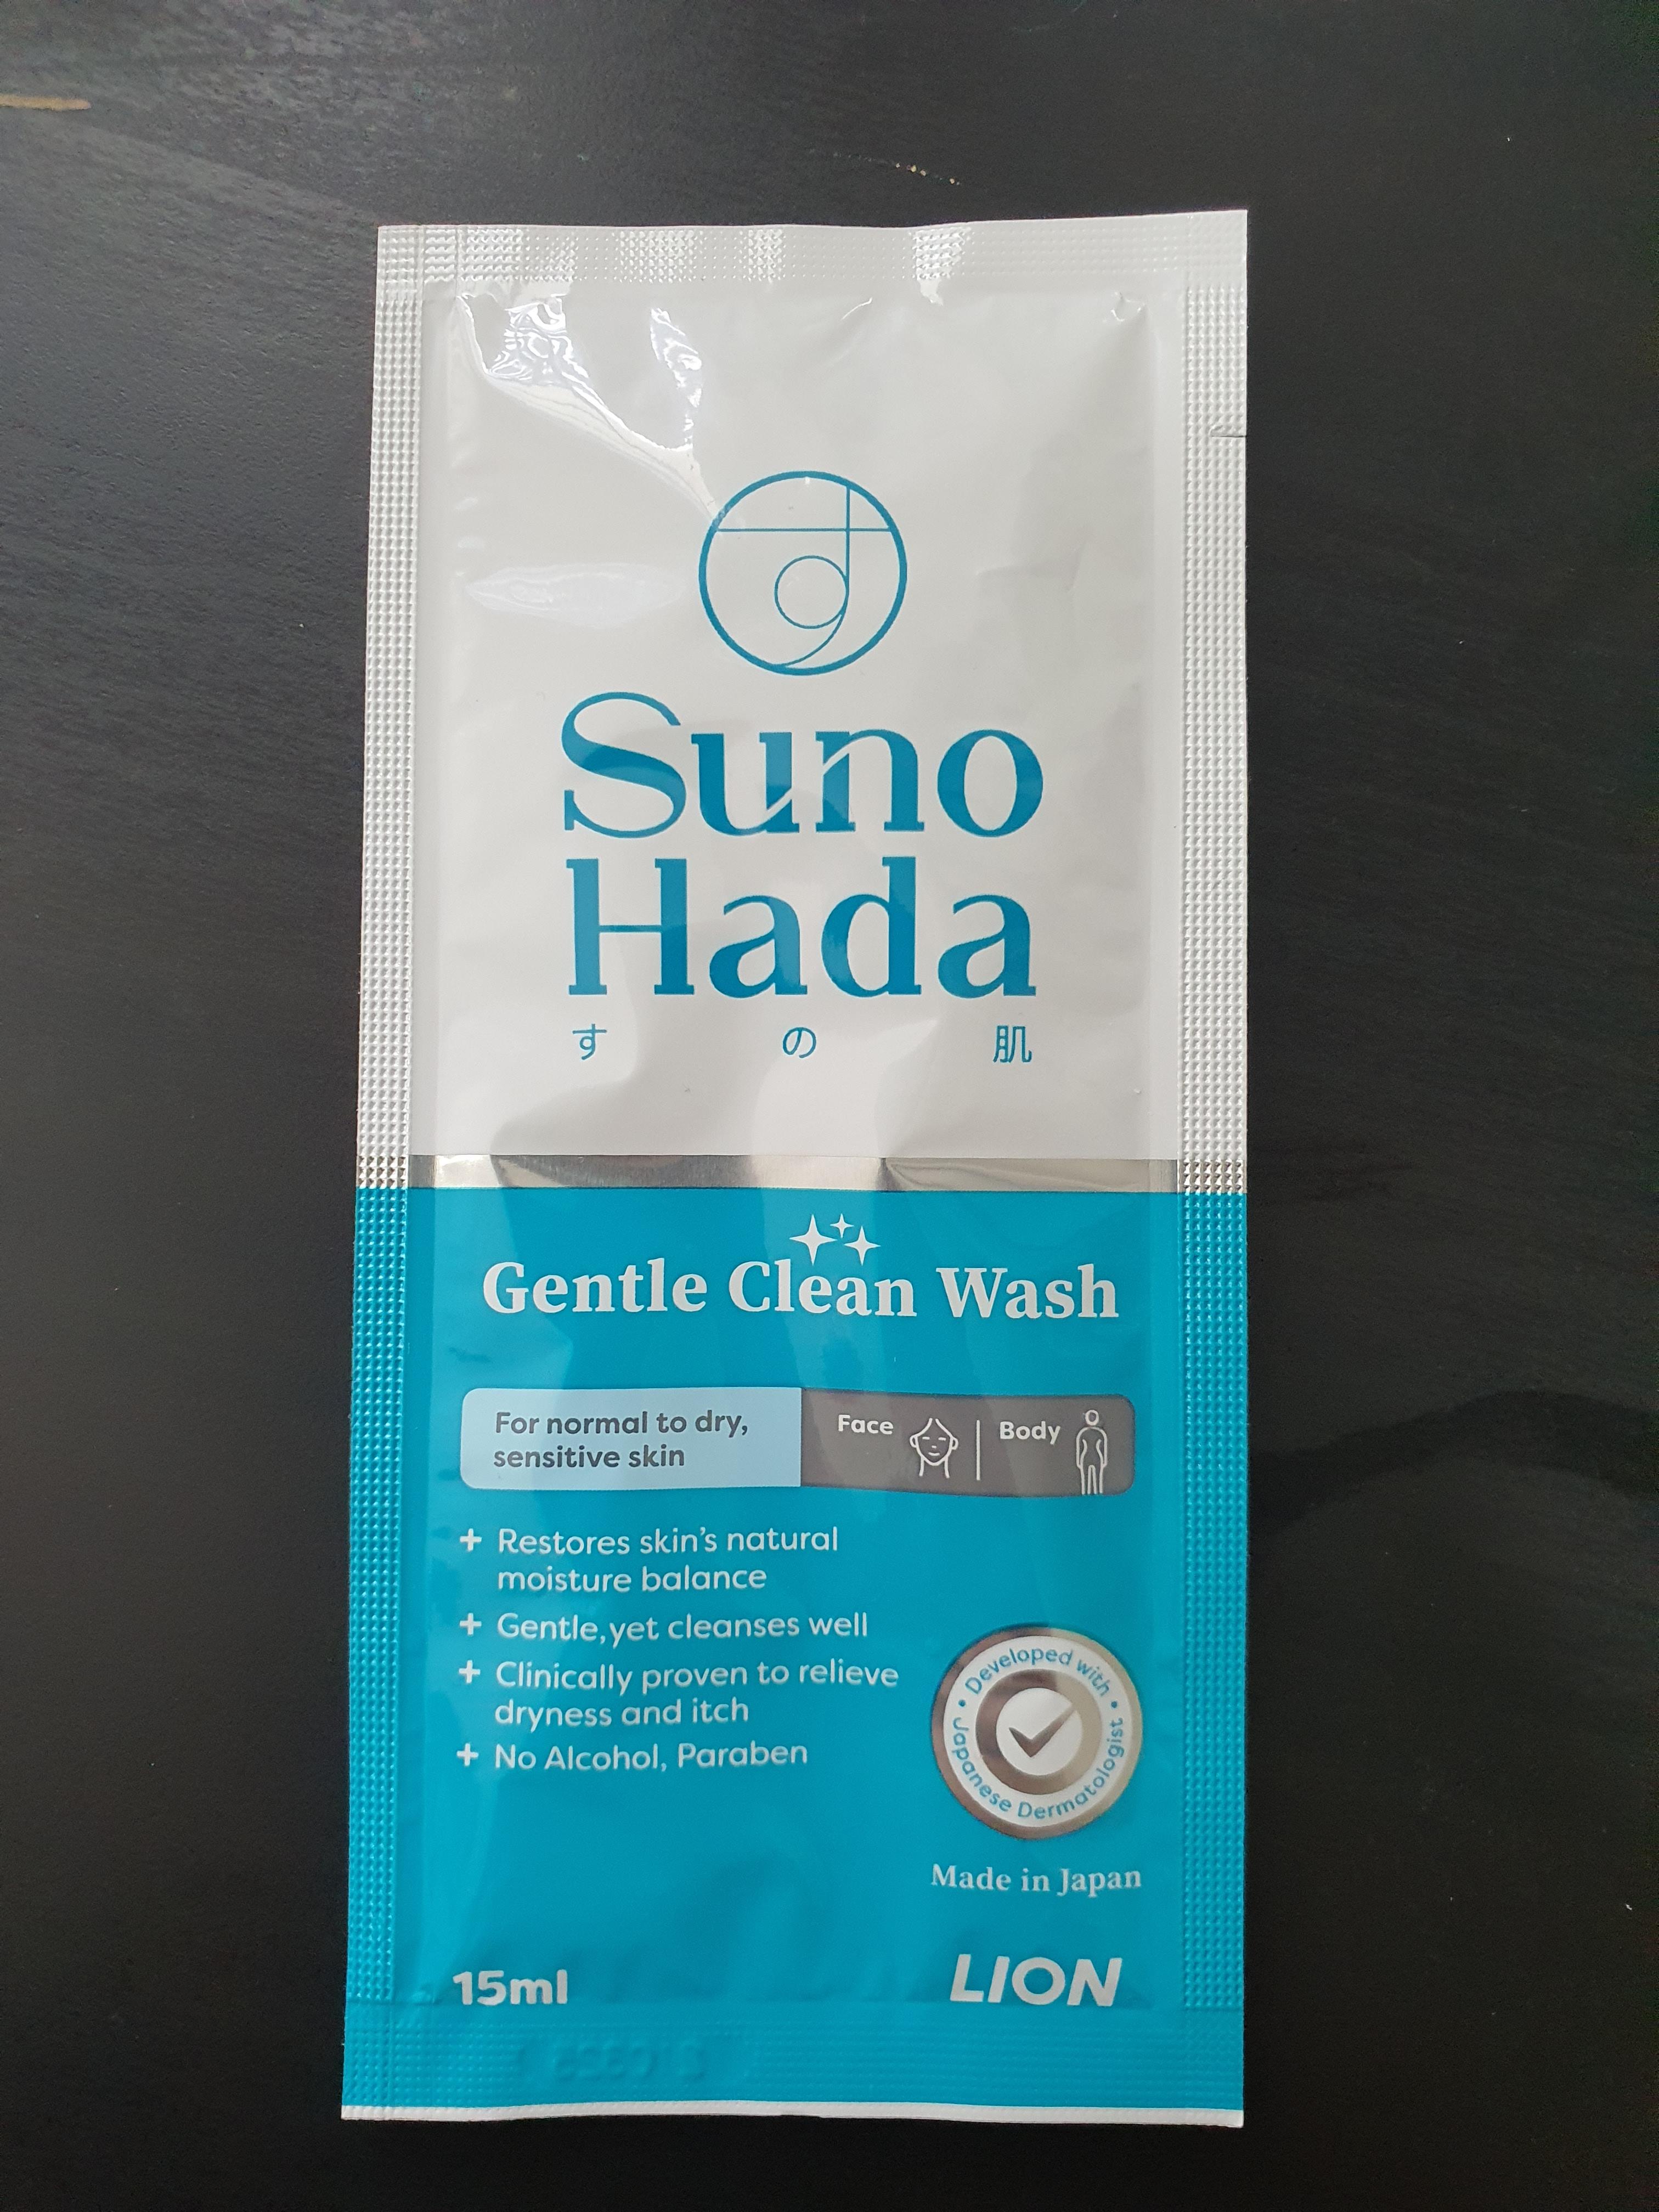 Suno
Hada
す の 肌
Gentle Clean Wash
For normal to dry,
sensitive skin
Face
Body
+ Restores skin's natural
moisture balance
+ Gentle, yet cleanses well
+ Clinically proven to relieve
dryness and itch
+ No Alcohol, Paraben
• Developed with •
Japanese Dermatologist
Made in Japan
15ml
LION